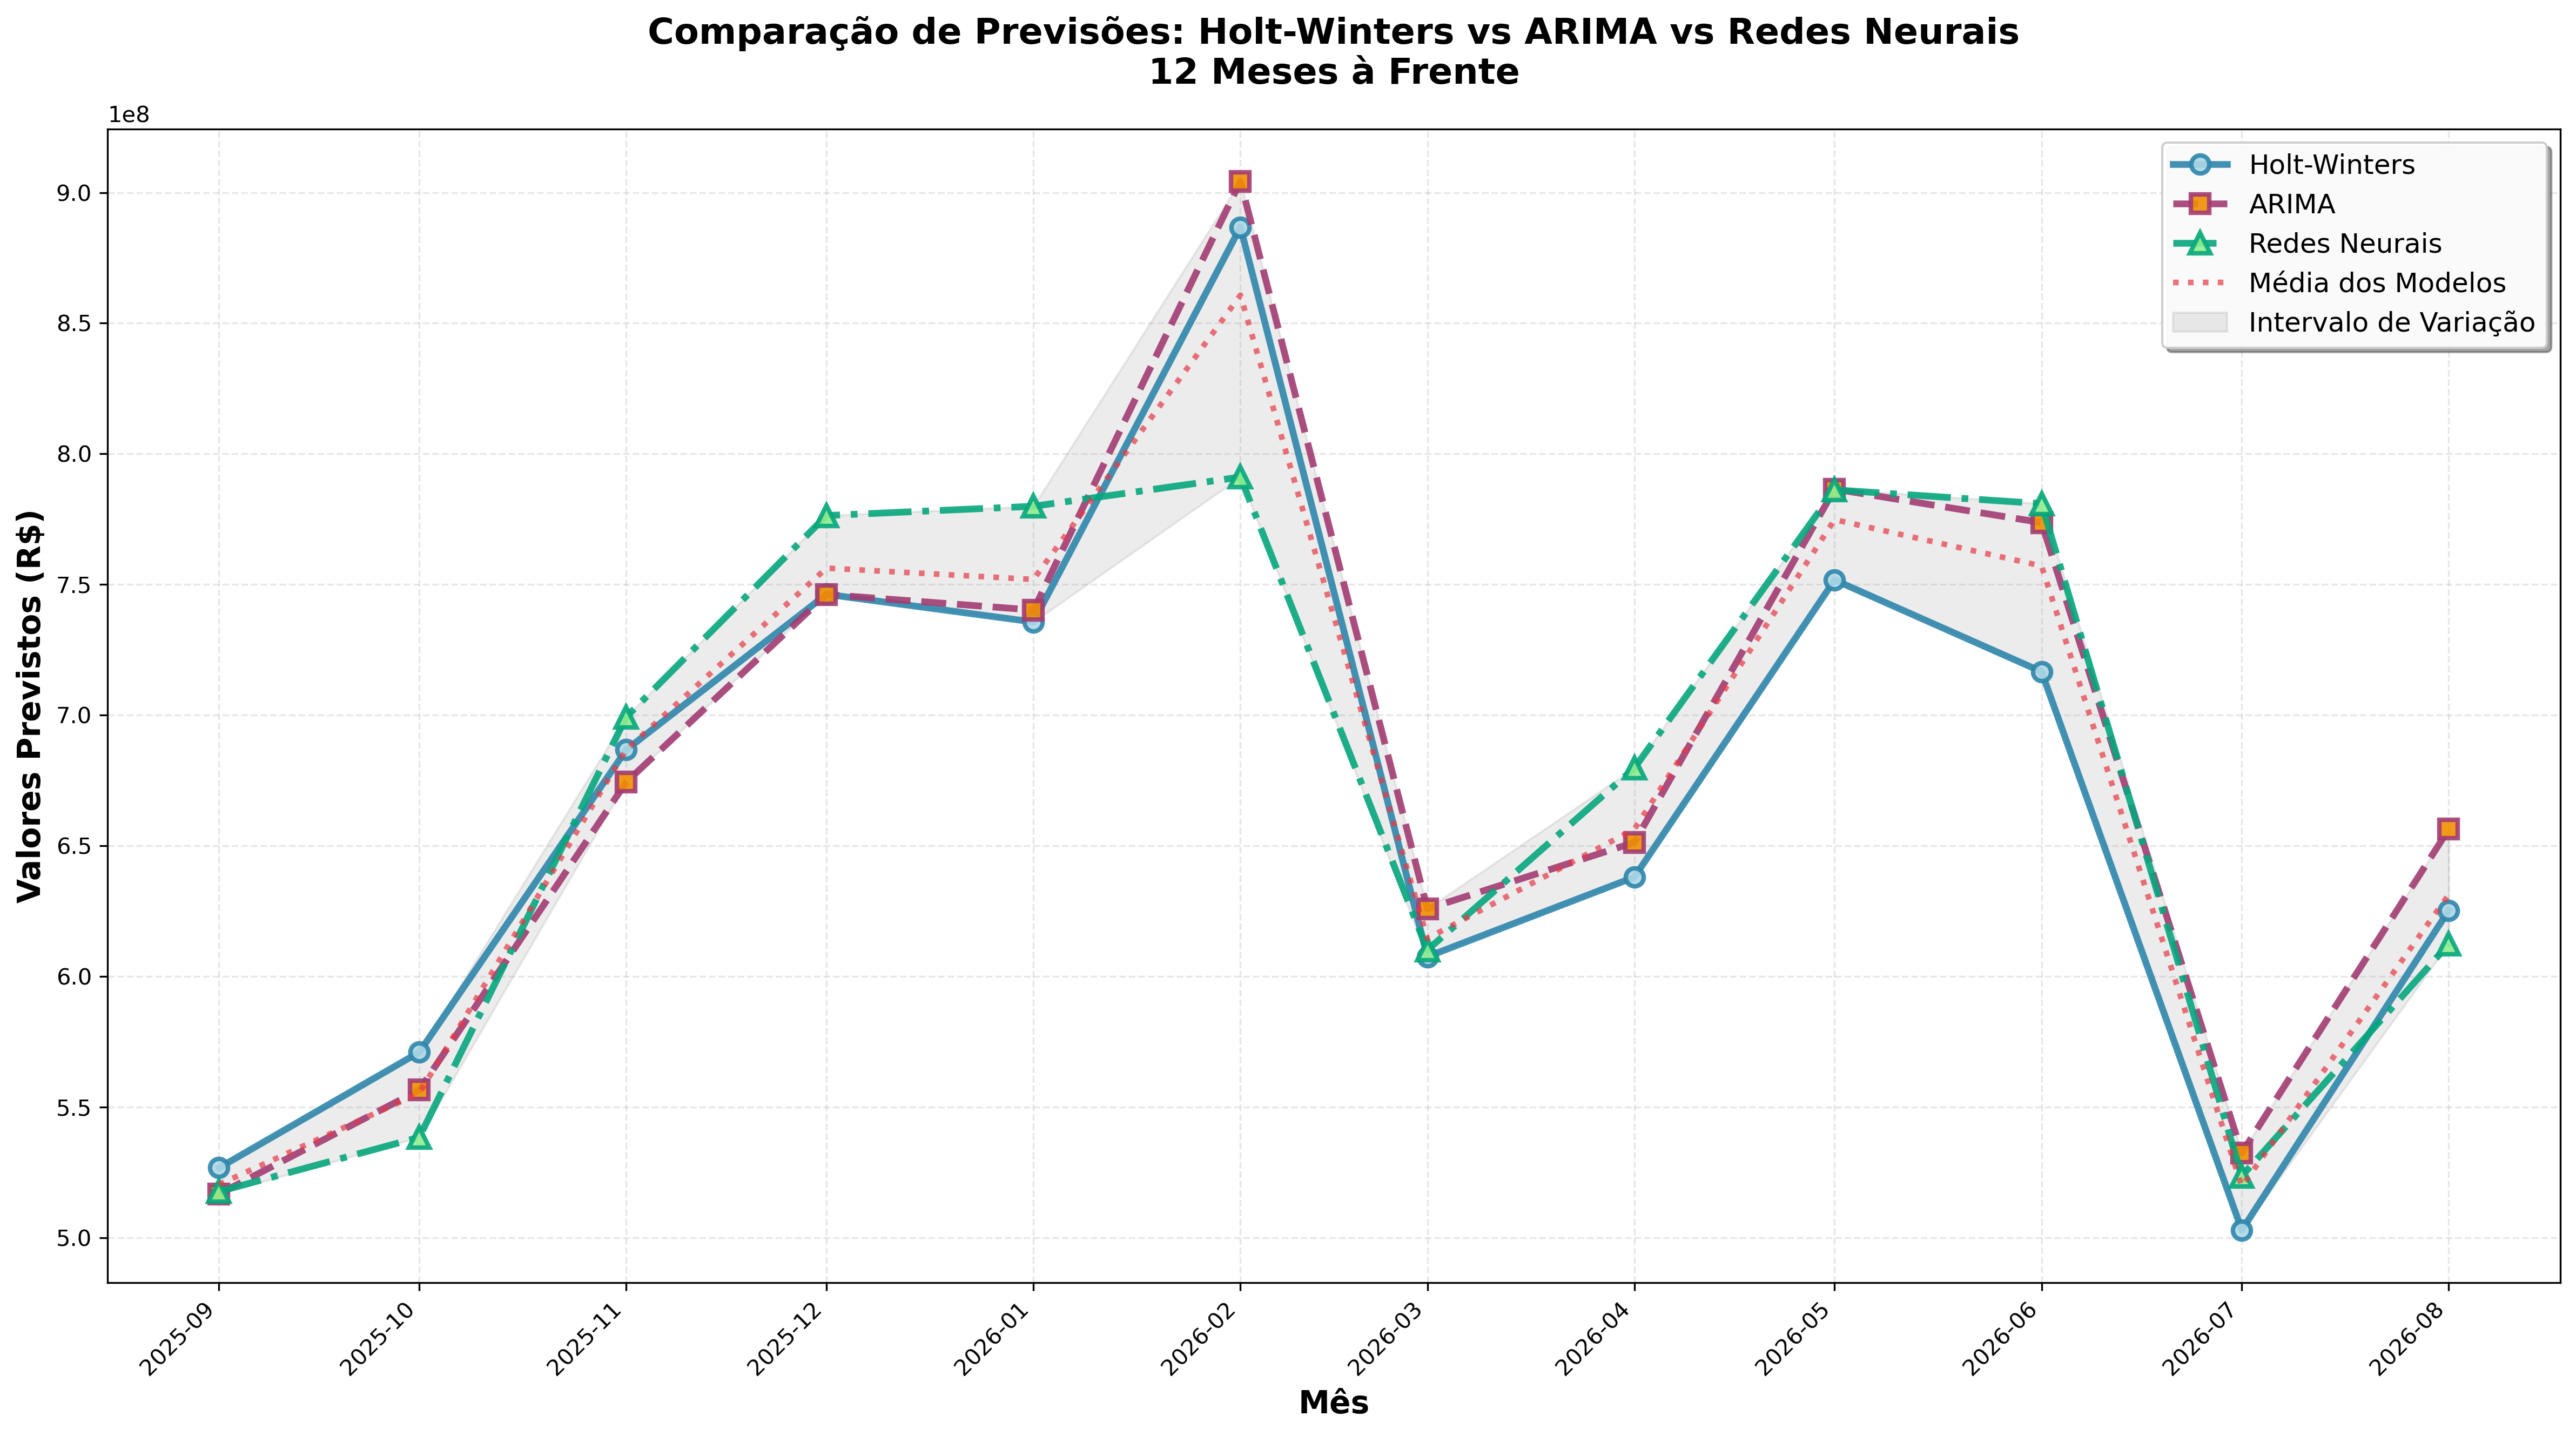 Comparação de Previsões: Holt-Winters vs ARIMA vs Redes Neurais
12 Meses à Frente
1e8
Holt-Winters
ARIMA
Redes Neurais
Média dos Modelos
Intervalo de Variação
Valores Previstos (R$)
9.0
8.5
8.0
7.5
7.0
6.5
6.0
5.5
5.0
2025-09
2025-10
2025-11
2025-12
2026-01
2026-02
2026-03
2026-04
2026-05
2026-06
2026-07
2026-08
Mês